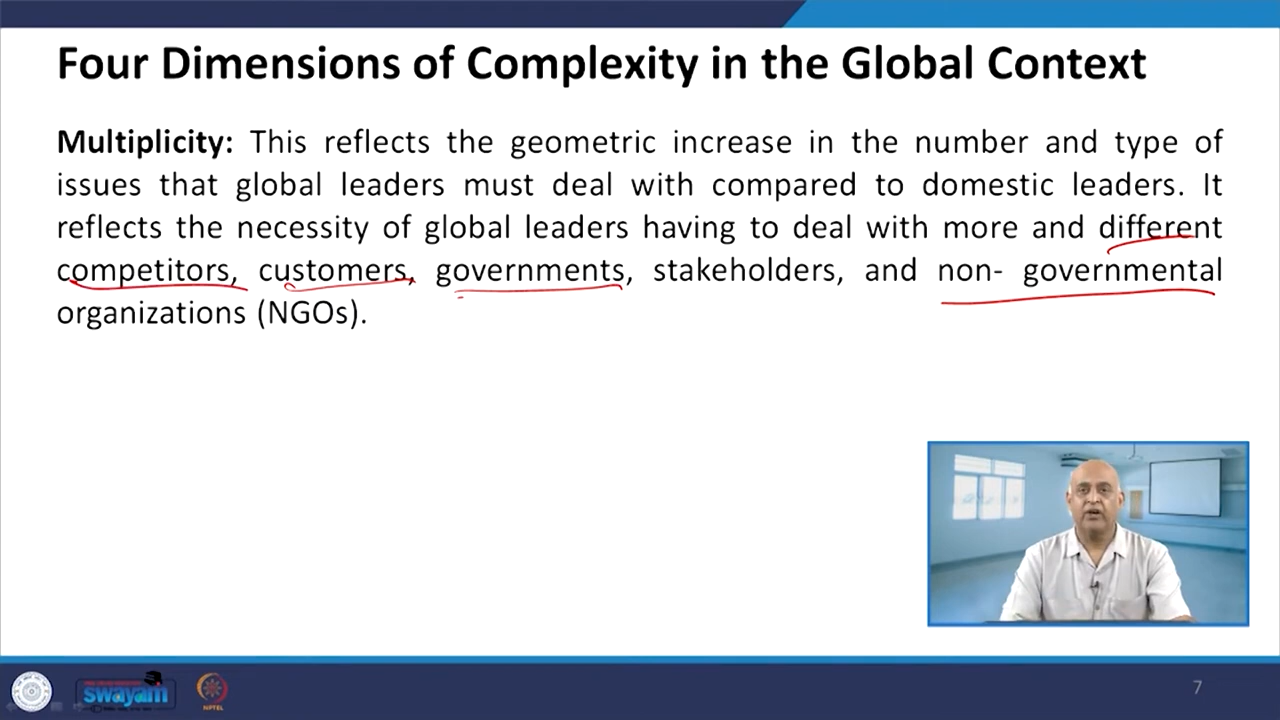 Four Dimensions of Complexity in the Global Context
Multiplicity: This reflects the geometric increase in the number and type of
issues that global leaders must deal with compared to domestic leaders. It
reflects the necessity of global leaders having to deal with more and different
competitors, customers, governments, stakeholders, and non- governmental
organizations (NGOs).
swayam
NPTEL
7